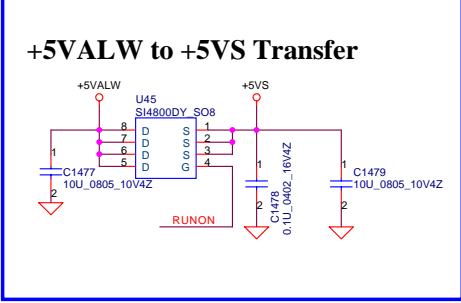 +5VALW to +5VS Transfer
+5VALW
+5VS
U45
SI4800DY_SO8
8 D S 1
7 D S 2
6 D S 3
5 D G 4
1
C1477
10U_0805_10V4Z
2
1
C1478
0.1U_0402_16V4Z
2
1
C1479
10U_0805_10V4Z
2
RUNON